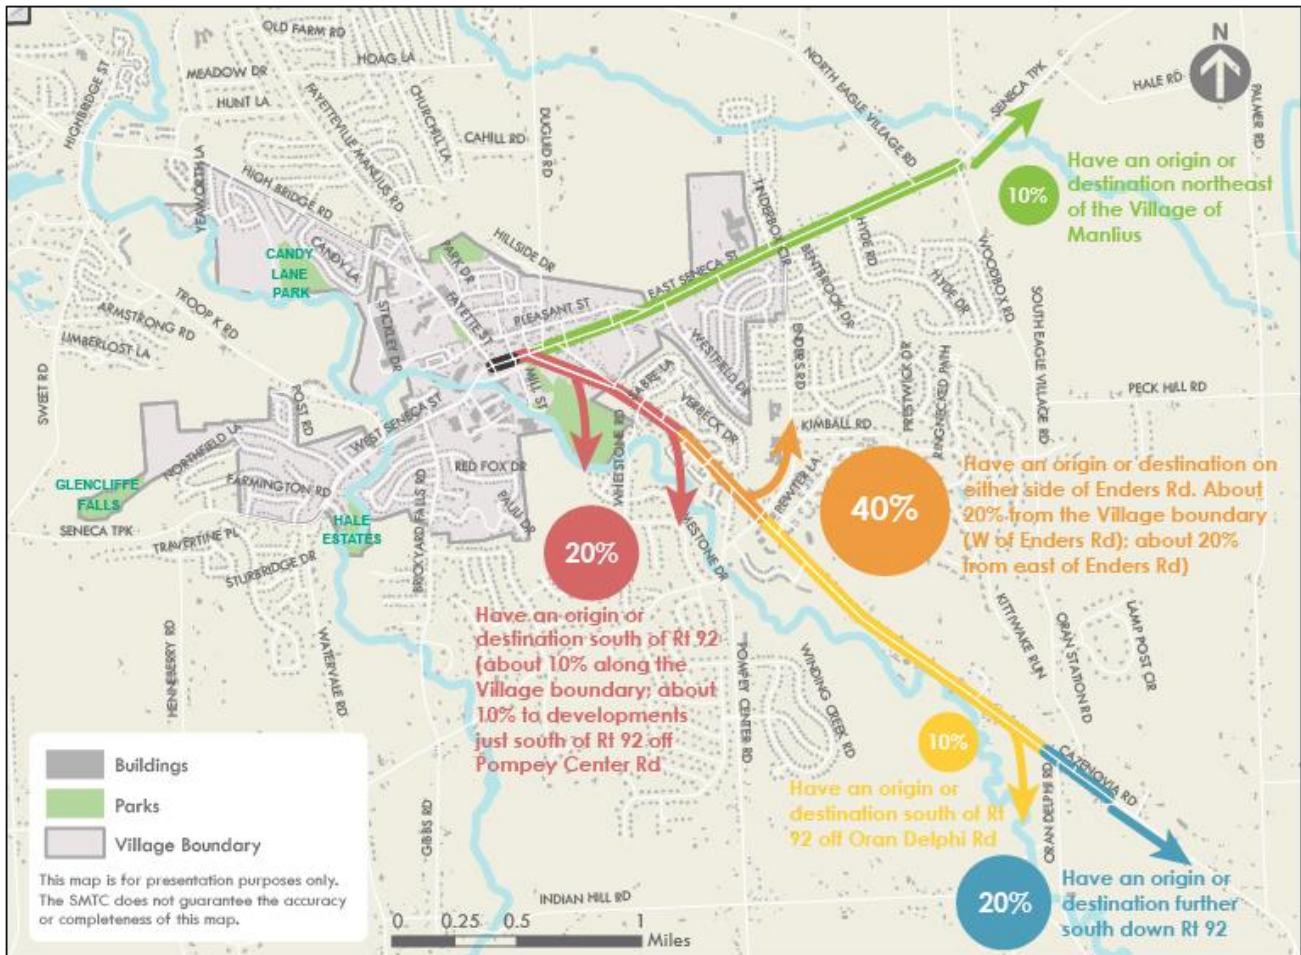 OLD FARM RD
HOAG LA
MEADOW DR
HUNT LA
HIGHBRIDGE ST
FAYETTEVILLE MANLIUS RD
CHURCHILL LA
CAHILL RD
DUGUID RD
NORTH EAGLE VILLAGE RD
SENECA TPK
HALE RD
PALMER RD
N
10%
Have an origin or
destination northeast
of the Village of
Manlius
YEAWORTH LA
HIGH BRIDGE RD
CANDY LA
CANDY
LANE
PARK
PARK DR
HILLSIDE DR
FAYETTE ST
PLEASANT ST
EAST SENECA ST
TINDERBOX CIR
BENTBROOK DR
HYDE RD
HYDE DR
WOODBOX RD
SOUTH EAGLE VILLAGE RD
TROOP K RD
ARMSTRONG RD
LIMBERLOST LA
SWEET RD
STICKLEY DR
MILL ST
SABRE LA
VERBECK DR
WESTFIELD DR
ENDERS RD
PRESTWICK DR
RINGNECKED PATH
PECK HILL RD
KIMBALL RD
POST RD
WEST SENECA ST
NORTHFIELD LA
FARMINGTON RD
RED FOX DR
PAULI DR
WHETSTONE RD
PEWTER LA
GLENCLIFFE
FALLS
SENECA TPK
TRAVERTINE PL
STURBRIDGE DR
HALE
ESTATES
BRICKYARD FALLS RD
LIMESTONE DR
40%
Have an origin or destination on
either side of Enders Rd. About
20% from the Village boundary
(W of Enders Rd); about 20%
from east of Enders Rd)
20%
Have an origin or
destination south of Rt 92
(about 10% along the
Village boundary; about
10% to developments
just south of Rt 92 off
Pompey Center Rd
HENNEBERRY RD
WATERVALE RD
GIBBS RD
POMPEY CENTER RD
WINDING CREEK RD
KITTIWAKE RUN
ORAN STATION RD
LAMP POST CIR
10%
Have an origin or
destination south of Rt
92 off Oran Delphi Rd
ORAN DELPHI RD
CAZENOVIA RD
20%
Have an origin or
destination further
south down Rt 92
INDIAN HILL RD
Buildings
Parks
Village Boundary
This map is for presentation purposes only.
The SMTC does not guarantee the accuracy
or completeness of this map.
0 0.25 0.5 1
Miles